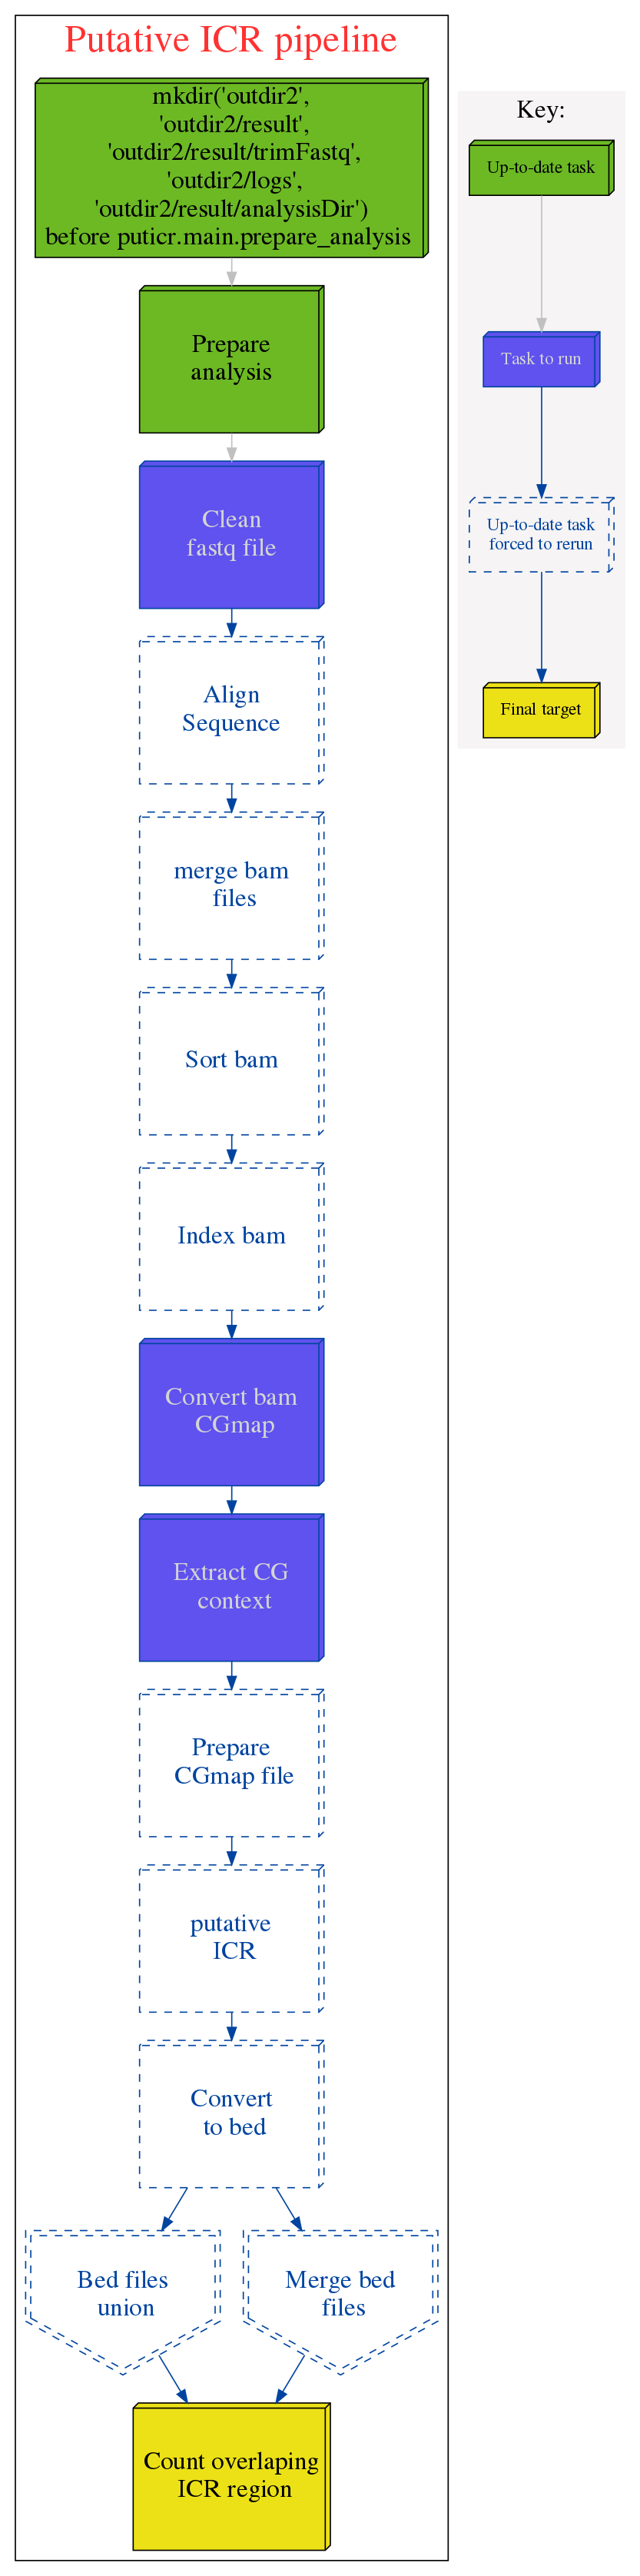 Putative ICR pipeline
mkdir('outdir2',
'outdir2/result',
'outdir2/result/trimFastq',
'outdir2/logs',
'outdir2/result/analysisDir')
before puticr.main.prepare_analysis
Prepare
analysis
Clean
fastq file
Align
Sequence
merge bam
files
Sort bam
Index bam
Convert bam
CGmap
Extract CG
context
Prepare
CGmap file
putative
ICR
Convert
to bed
Bed files
union
Merge bed
files
Count overlaping
ICR region
Key:
Up-to-date task
Task to run
Up-to-date task
forced to rerun
Final target